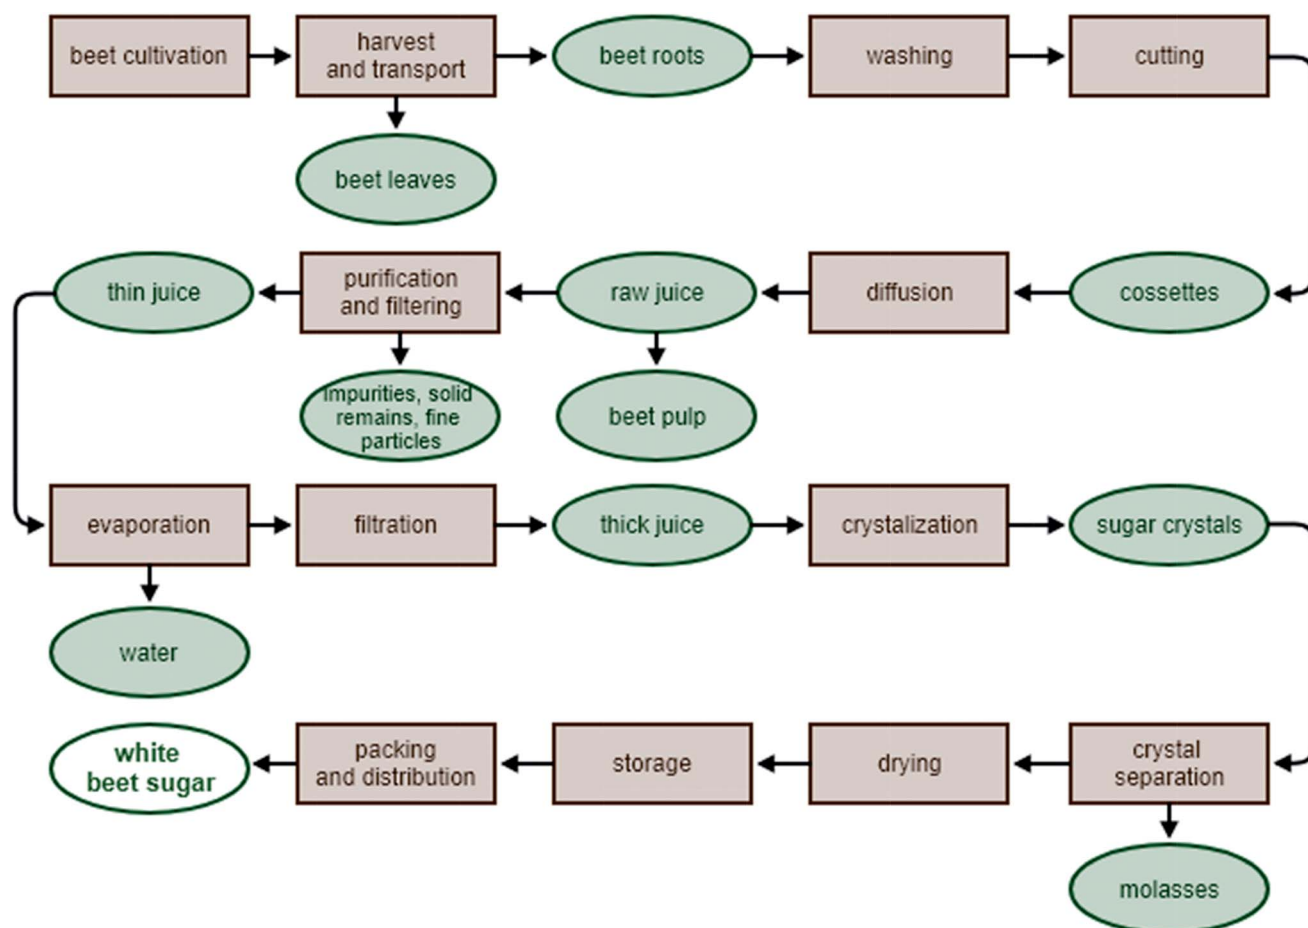 beet cultivation
harvest
and transport
beet roots
washing
cutting
beet leaves
thin juice
purification
and filtering
raw juice
diffusion
cossettes
impurities, solid
remains, fine
particles
beet pulp
evaporation
filtration
thick juice
crystalization
sugar crystals
water
white
beet sugar
packing
and distribution
storage
drying
crystal
separation
molasses